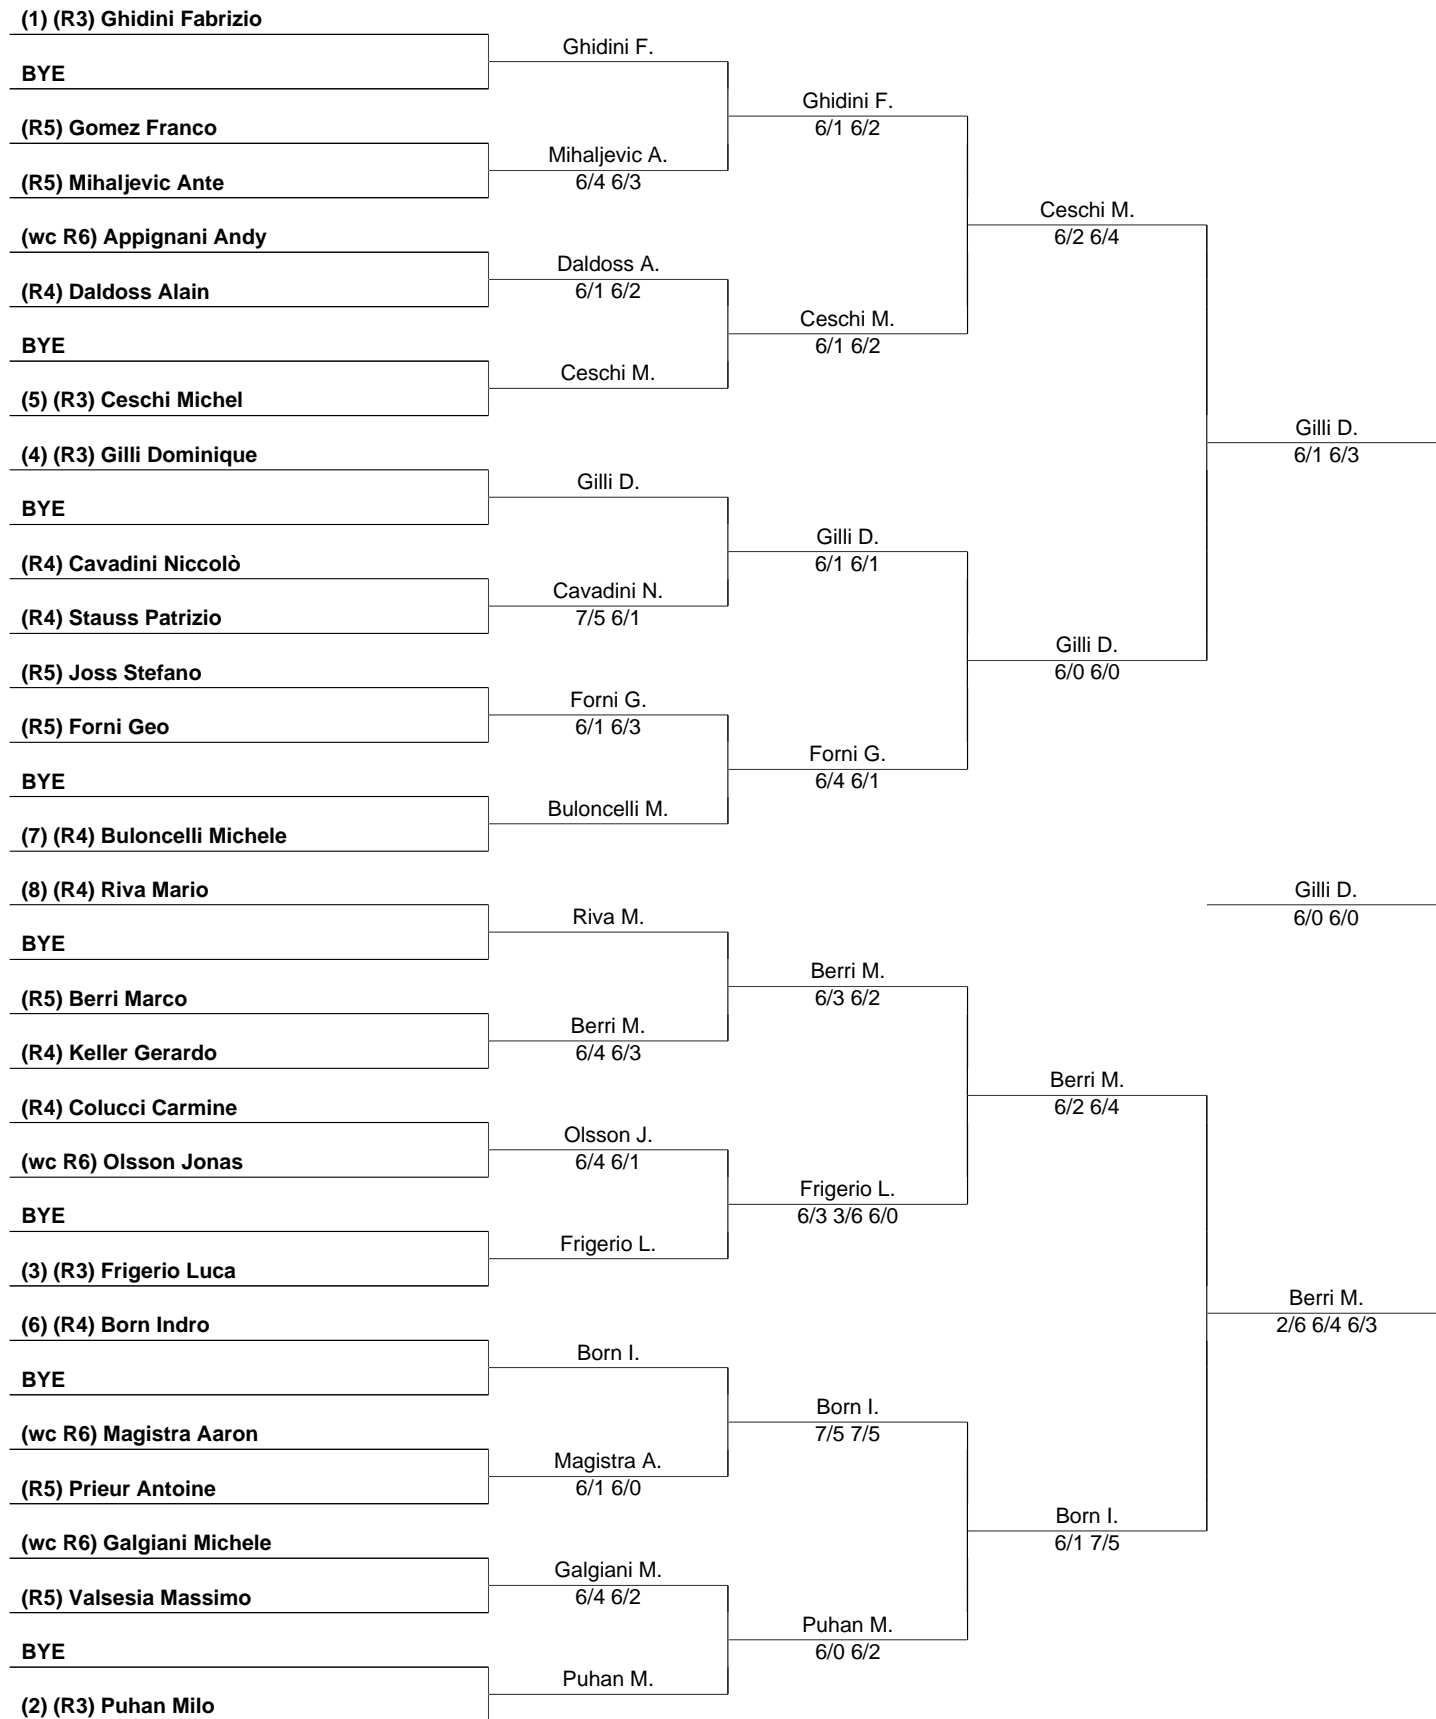 (1) (R3) Ghidini Fabrizio
Ghidini F.
BYE
Ghidini F.
6/1 6/2
(R5) Gomez Franco
Mihaljevic A.
6/4 6/3
(R5) Mihaljevic Ante
Ceschi M.
6/2 6/4
(wc R6) Appignani Andy
Daldoss A.
6/1 6/2
(R4) Daldoss Alain
Ceschi M.
6/1 6/2
BYE
Ceschi M.
(5) (R3) Ceschi Michel
Gilli D.
6/1 6/3
(4) (R3) Gilli Dominique
Gilli D.
BYE
Gilli D.
6/1 6/1
(R4) Cavadini Niccolò
Cavadini N.
7/5 6/1
(R4) Stauss Patrizio
Gilli D.
6/0 6/0
(R5) Joss Stefano
Forni G.
6/1 6/3
(R5) Forni Geo
Forni G.
6/4 6/1
BYE
Buloncelli M.
(7) (R4) Buloncelli Michele
(8) (R4) Riva Mario
Gilli D.
6/0 6/0
Riva M.
BYE
Berri M.
6/3 6/2
(R5) Berri Marco
Berri M.
6/4 6/3
(R4) Keller Gerardo
Berri M.
6/2 6/4
(R4) Colucci Carmine
Olsson J.
6/4 6/1
(wc R6) Olsson Jonas
Frigerio L.
6/3 3/6 6/0
BYE
Frigerio L.
(3) (R3) Frigerio Luca
Berri M.
2/6 6/4 6/3
(6) (R4) Born Indro
Born I.
BYE
Born I.
7/5 7/5
(wc R6) Magistra Aaron
Magistra A.
6/1 6/0
(R5) Prieur Antoine
Born I.
6/1 7/5
(wc R6) Galgiani Michele
Galgiani M.
6/4 6/2
(R5) Valsesia Massimo
Puhan M.
6/0 6/2
BYE
Puhan M.
(2) (R3) Puhan Milo